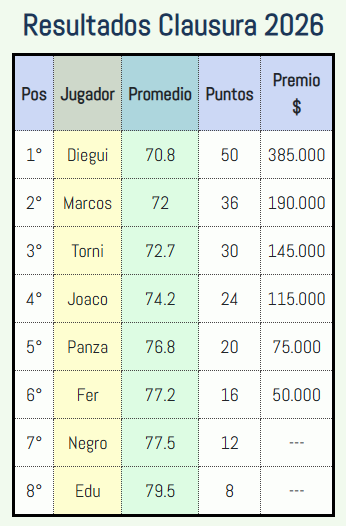 Resultados Clausura 2026
Pos Jugador Promedio Puntos Premio $
1° Diegui 70.8 50 385.000
2° Marcos 72 36 190.000
3° Torni 72.7 30 145.000
4° Joaco 74.2 24 115.000
5° Panza 76.8 20 75.000
6° Fer 77.2 16 50.000
7° Negro 77.5 12 ---
8° Edu 79.5 8 ---